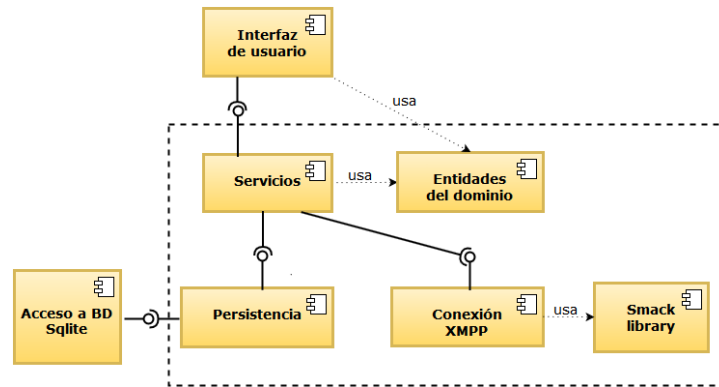 Interfaz
de usuario
usa
Servicios
usa
Entidades
del dominio
Acceso a BD
Sqlite
Persistencia
Conexión
XMPP
usa
Smack
library